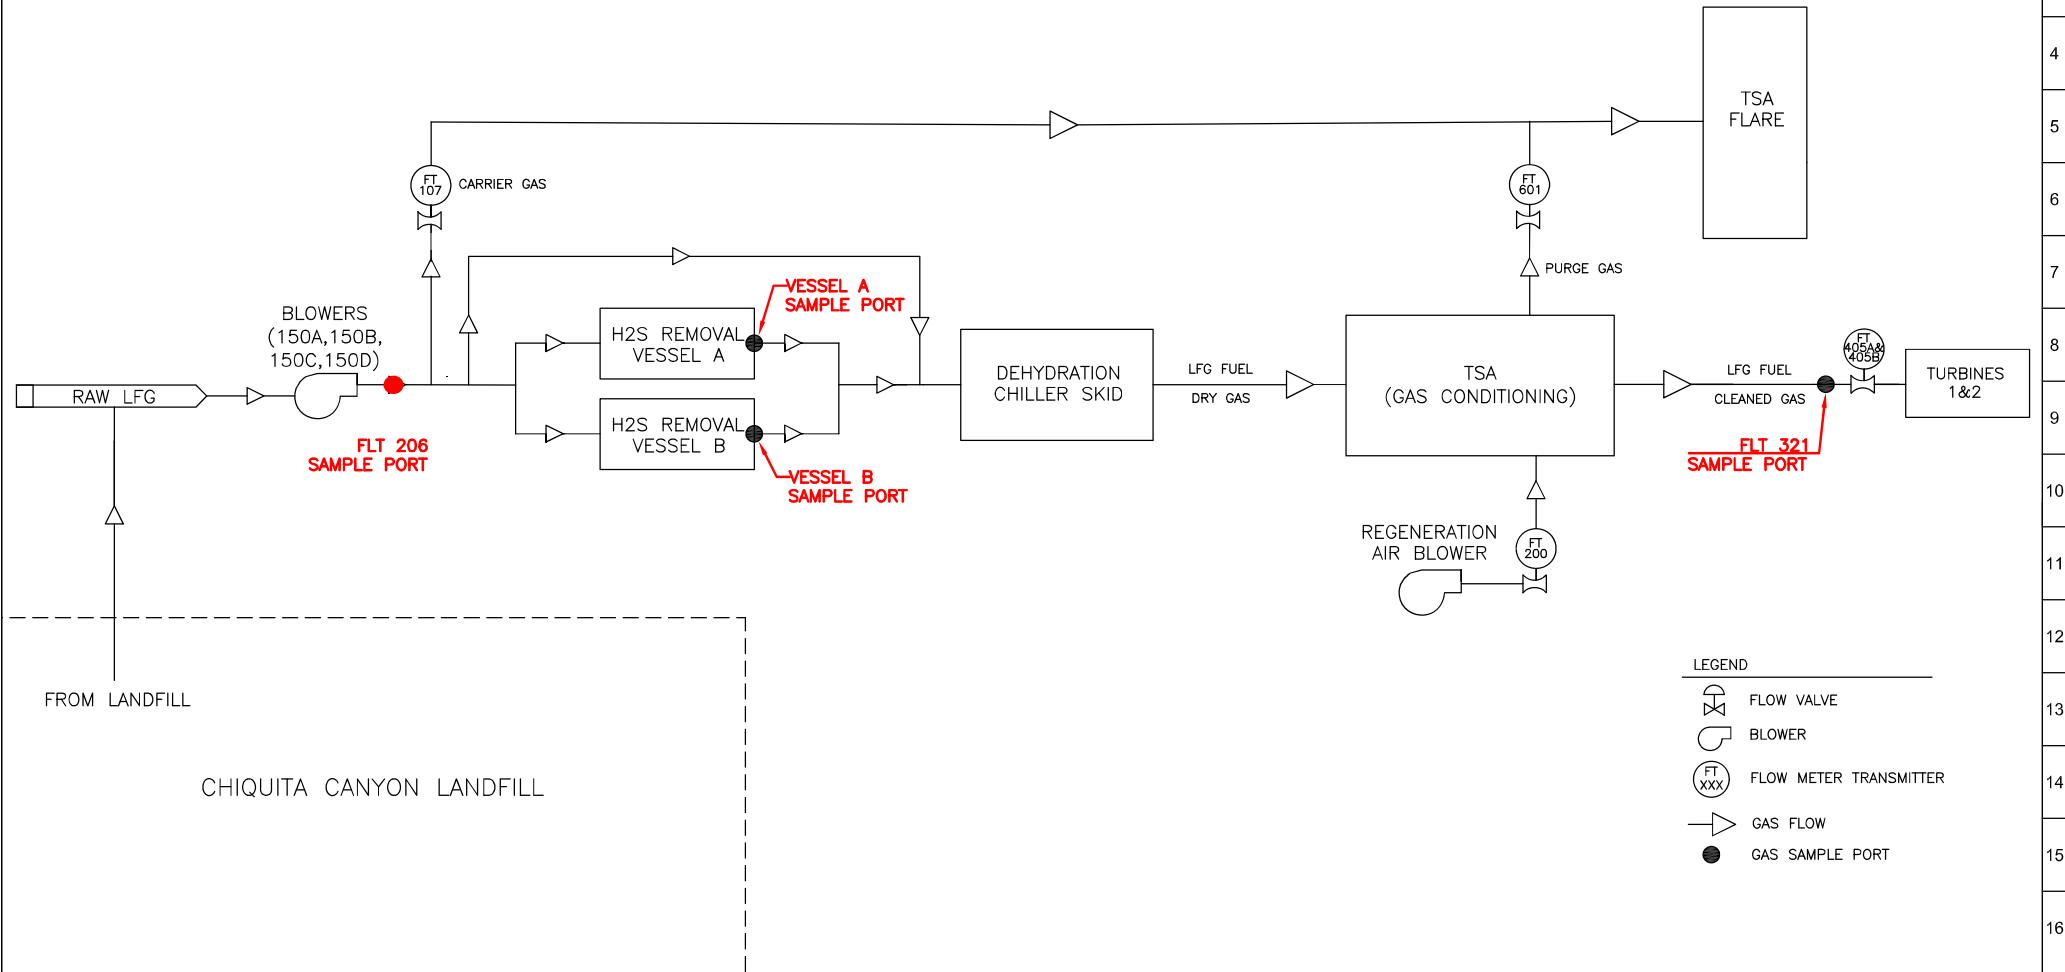 4
5
6
7
8
9
10
11
12
13
14
15
16
TSA
FLARE
FT
107
CARRIER GAS
FT
601
PURGE GAS
BLOWERS
(150A,150B,
150C,150D)
RAW LFG
FLT 206
SAMPLE PORT
H2S REMOVAL
VESSEL A
VESSEL A
SAMPLE PORT
H2S REMOVAL
VESSEL B
VESSEL B
SAMPLE PORT
DEHYDRATION
CHILLER SKID
LFG FUEL
DRY GAS
TSA
(GAS CONDITIONING)
LFG FUEL
CLEANED GAS
FLT 321
SAMPLE PORT
FT
405A&
405B
TURBINES
1&2
REGENERATION
AIR BLOWER
FT
200
FROM LANDFILL
CHIQUITA CANYON LANDFILL
LEGEND
FLOW VALVE
BLOWER
FT
XXX
FLOW METER TRANSMITTER
GAS FLOW
GAS SAMPLE PORT